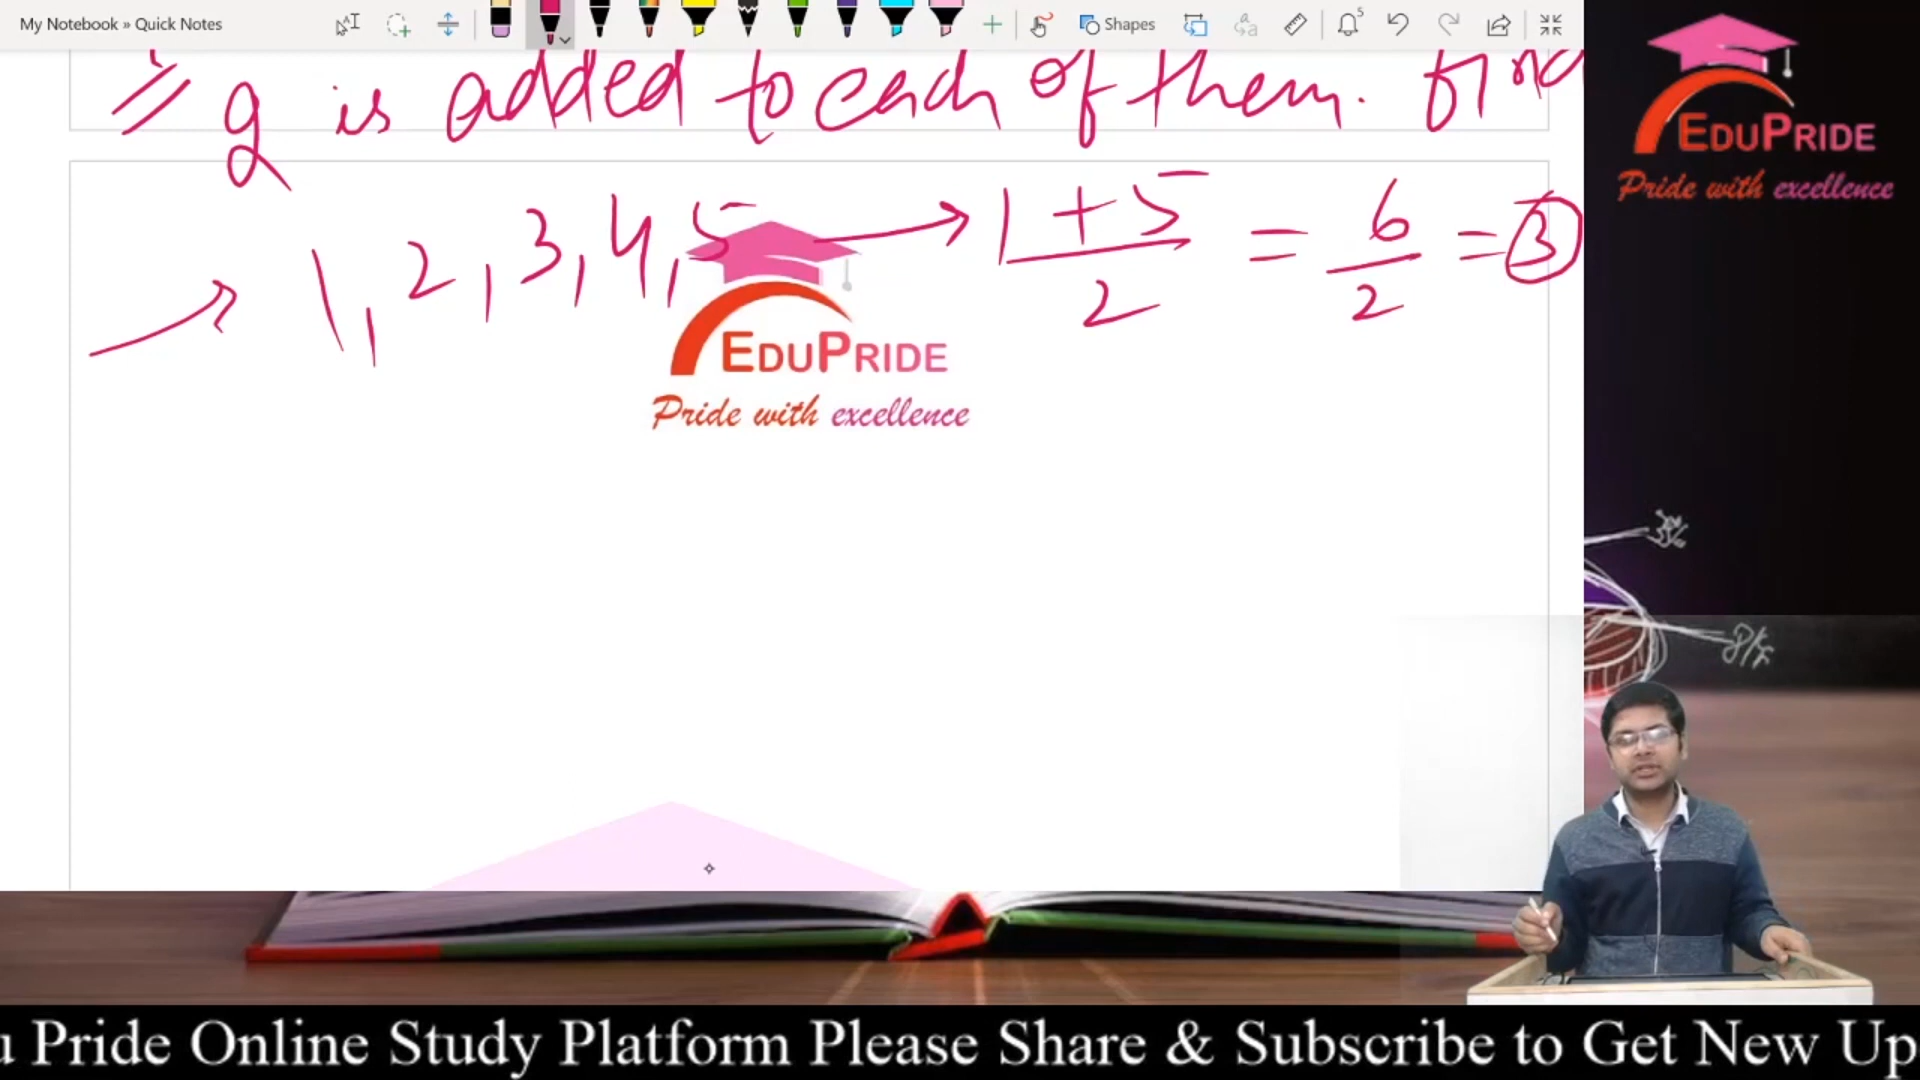 My Notebook » Quick Notes
Shapes
5
is added to each of them. find
EDUPRIDE
Pride with excellence
1, 2, 3, 4, 5 → 1 + 5 / 2 = 6 / 2 = 3
EDUPRIDE
Pride with excellence
u Pride Online Study Platform Please Share & Subscribe to Get New Up